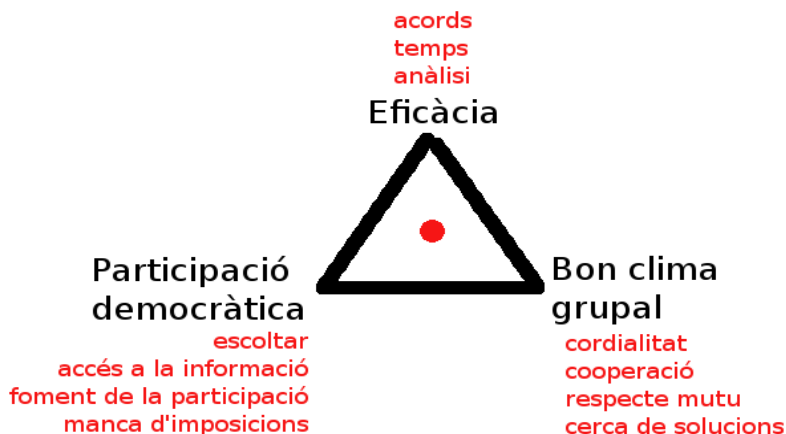 acords
temps
anàlisi
Eficàcia
Participació
democràtica
escoltar
accés a la informació
foment de la participació
manca d'imposicions
Bon clima
grupal
cordialitat
cooperació
respecte mutu
cerca de solucions